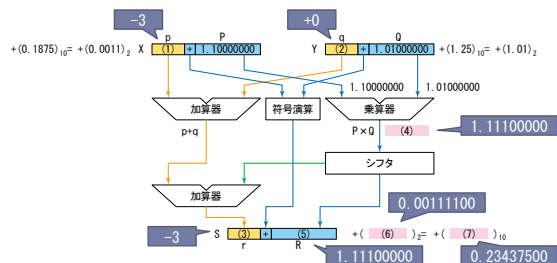 -3 +0
p P q Q
+(0.1875)10= +(0.0011)2 X (1) + 1.10000000 Y (2) + 1.01000000 +(1.25)10= +(1.01)2
1.10000000 1.01000000
加算器 符号演算 乗算器
p+q P×Q (4) 1.11100000
シフタ
加算器
0.00111100
-3 S (3) + (5) +( (6) )2= +( (7) )10
r R
1.11100000 0.23437500